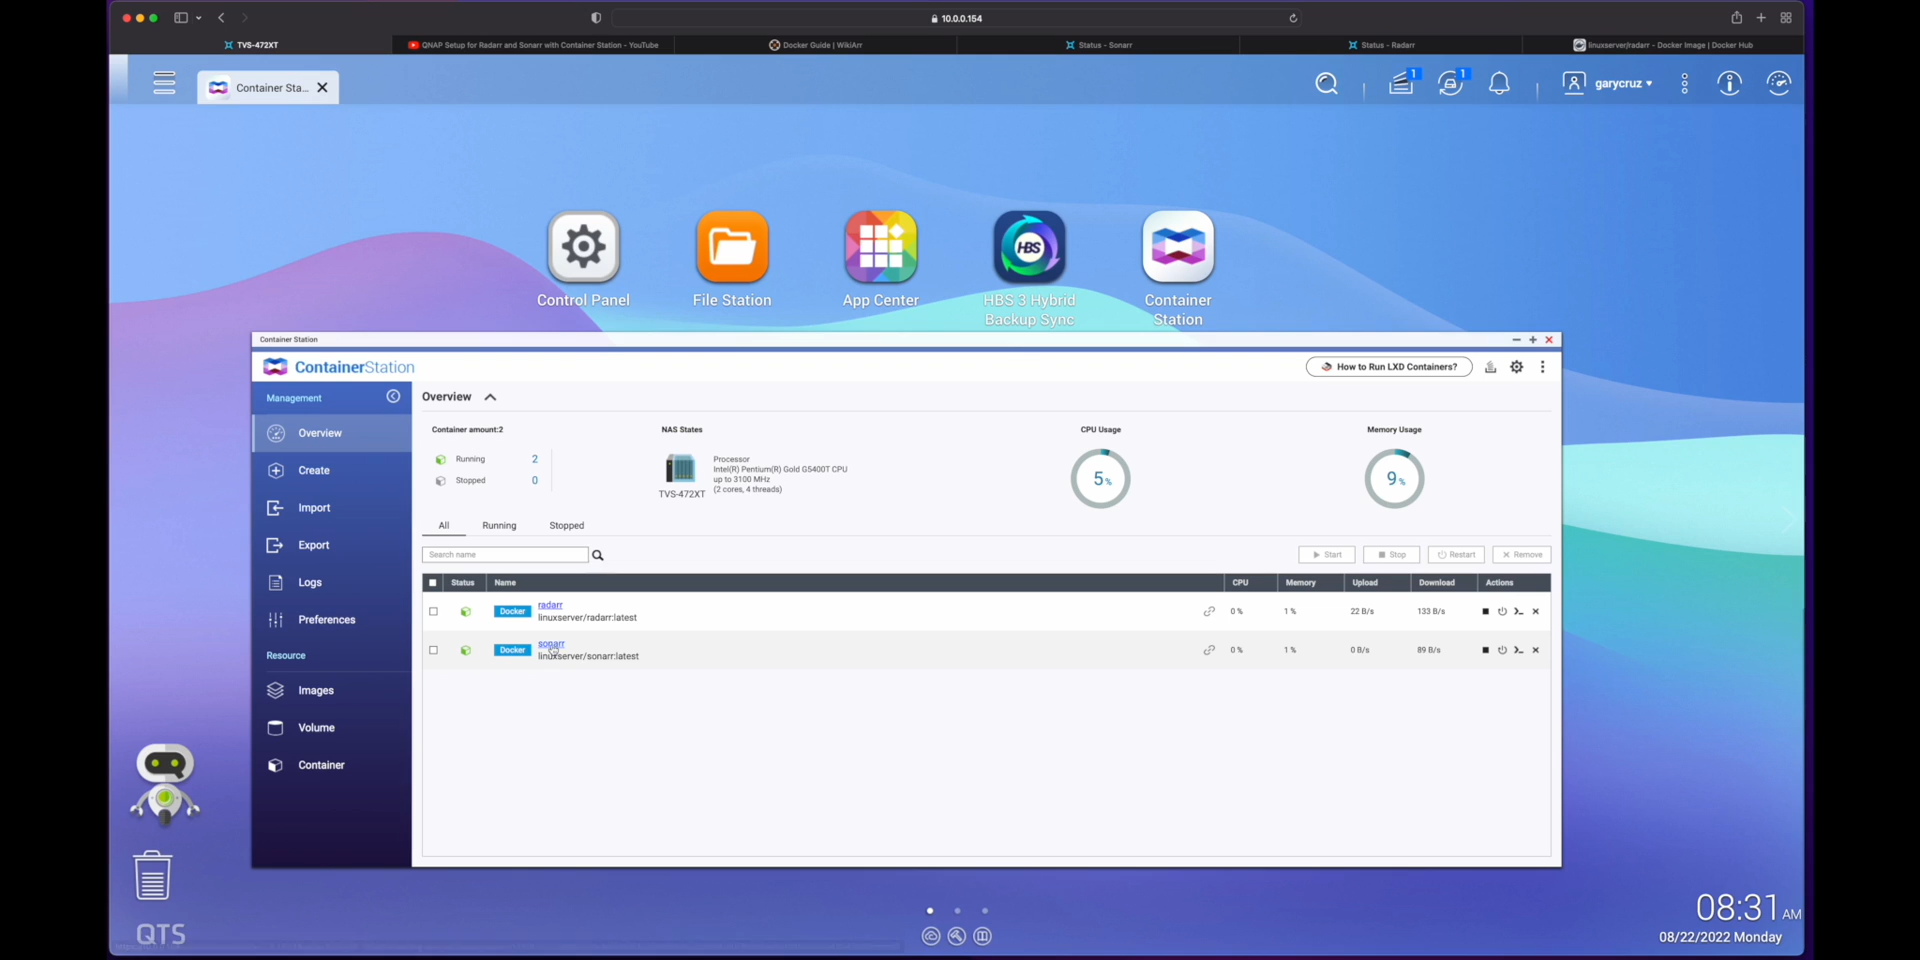 10.0.0.154
TVS-472XT
QNAP Setup for Radarr and Sonarr with Container Station - YouTube
Docker Guide | WikiArr
Status - Sonarr
Status - Radarr
linuxserver/radarr - Docker Image | Docker Hub
Container Sta...
1
1
garycruz
Control Panel
File Station
App Center
HBS
HBS 3 Hybrid
Backup Sync
Container
Station
Container Station
ContainerStation
How to Run LXD Containers?
Management
Overview
Create
Import
Export
Logs
Preferences
Resource
Images
Volume
Container
Overview
Container amount:2
Running 2
Stopped 0
NAS States
TVS-472XT
Processor
Intel(R) Pentium(R) Gold G5400T CPU
up to 3100 MHz
(2 cores, 4 threads)
CPU Usage
5%
Memory Usage
9%
All Running Stopped
Search name
Start Stop Restart Remove
Status Name CPU Memory Upload Download Actions
Docker radarr
linuxserver/radarr:latest
0 % 1 % 22 B/s 133 B/s
Docker sonarr
linuxserver/sonarr:latest
0 % 1 % 0 B/s 89 B/s
QTS
08:31 AM
08/22/2022 Monday